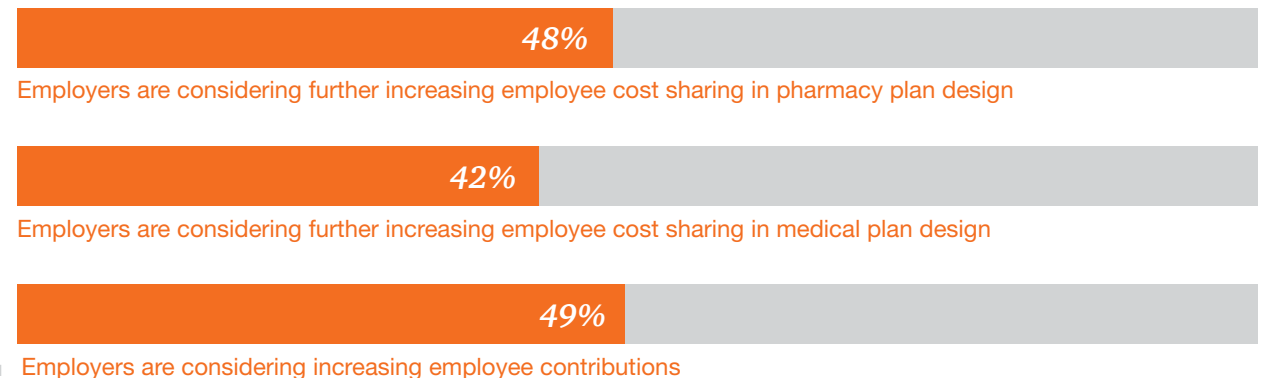 48%
Employers are considering further increasing employee cost sharing in pharmacy plan design
42%
Employers are considering further increasing employee cost sharing in medical plan design
49%
Employers are considering increasing employee contributions